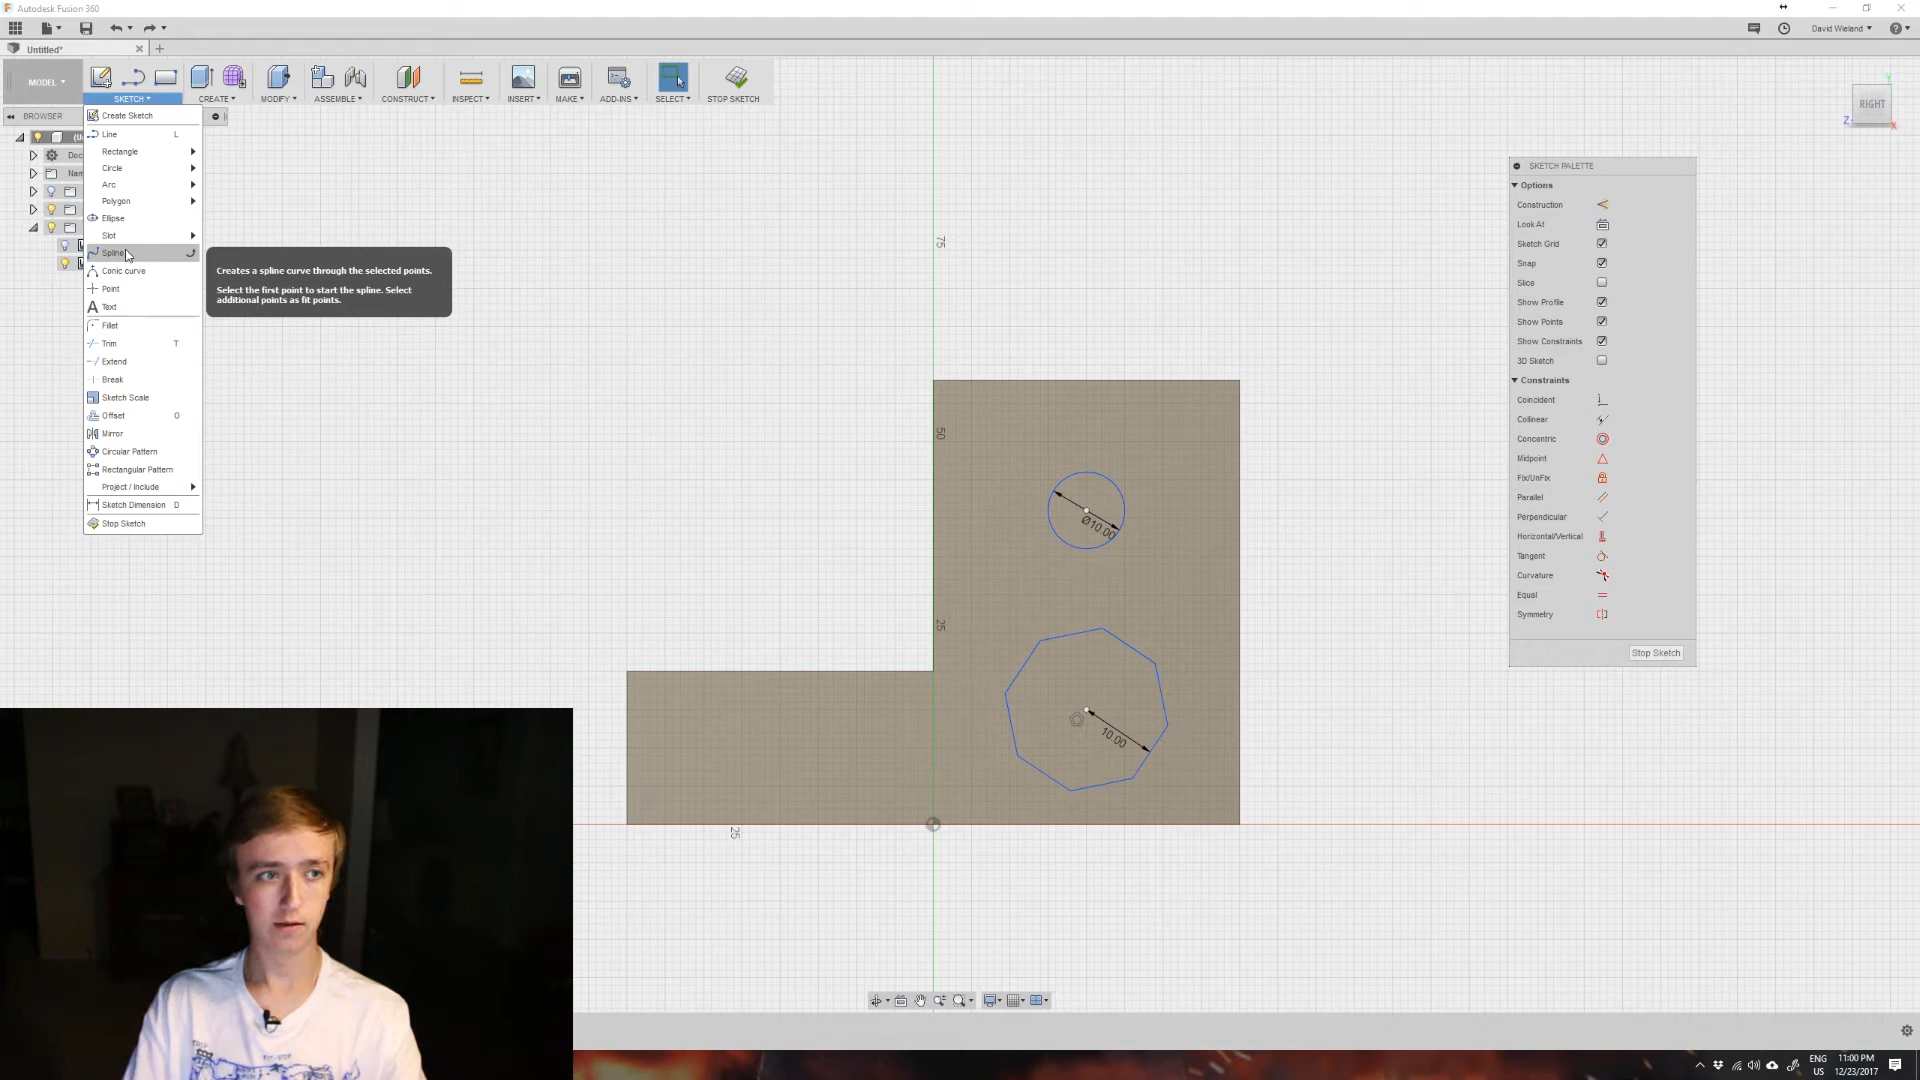 Autodesk Fusion 360
David Wieland
Untitled*
MODEL
SKETCH
CREATE
MODIFY
ASSEMBLE
CONSTRUCT
INSPECT
INSERT
MAKE
ADD-INS
SELECT
STOP SKETCH
BROWSER
(U
Doc
Nam
Create Sketch
Line L
Rectangle
Circle
Arc
Polygon
Ellipse
Slot
Spline
Conic curve
Point
Text
Fillet
Trim T
Extend
Break
Sketch Scale
Offset O
Mirror
Circular Pattern
Rectangular Pattern
Project / Include
Sketch Dimension D
Stop Sketch
Creates a spline curve through the selected points.
Select the first point to start the spline. Select
additional points as fit points.
75
50
25
25
Ø10.00
10.00
RIGHT
Y
Z
X
SKETCH PALETTE
Options
Construction
Look At
Sketch Grid
Snap
Slice
Show Profile
Show Points
Show Constraints
3D Sketch
Constraints
Coincident
Collinear
Concentric
Midpoint
Fix/UnFix
Parallel
Perpendicular
Horizontal/Vertical
Tangent
Curvature
Equal
Symmetry
Stop Sketch
ENG
US
11:00 PM
12/23/2017